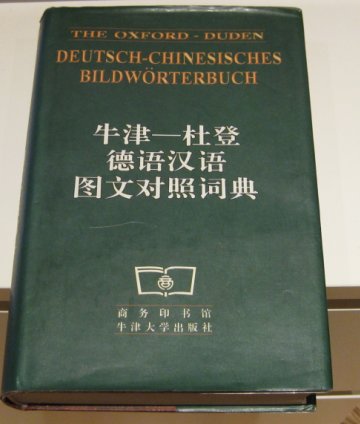 THE OXFORD - DUDEN
DEUTSCH-CHINESISCHES
BILDWÖRTERBUCH
牛津—杜登
德语汉语
图文对照词典
商务印书馆
牛津大学出版社